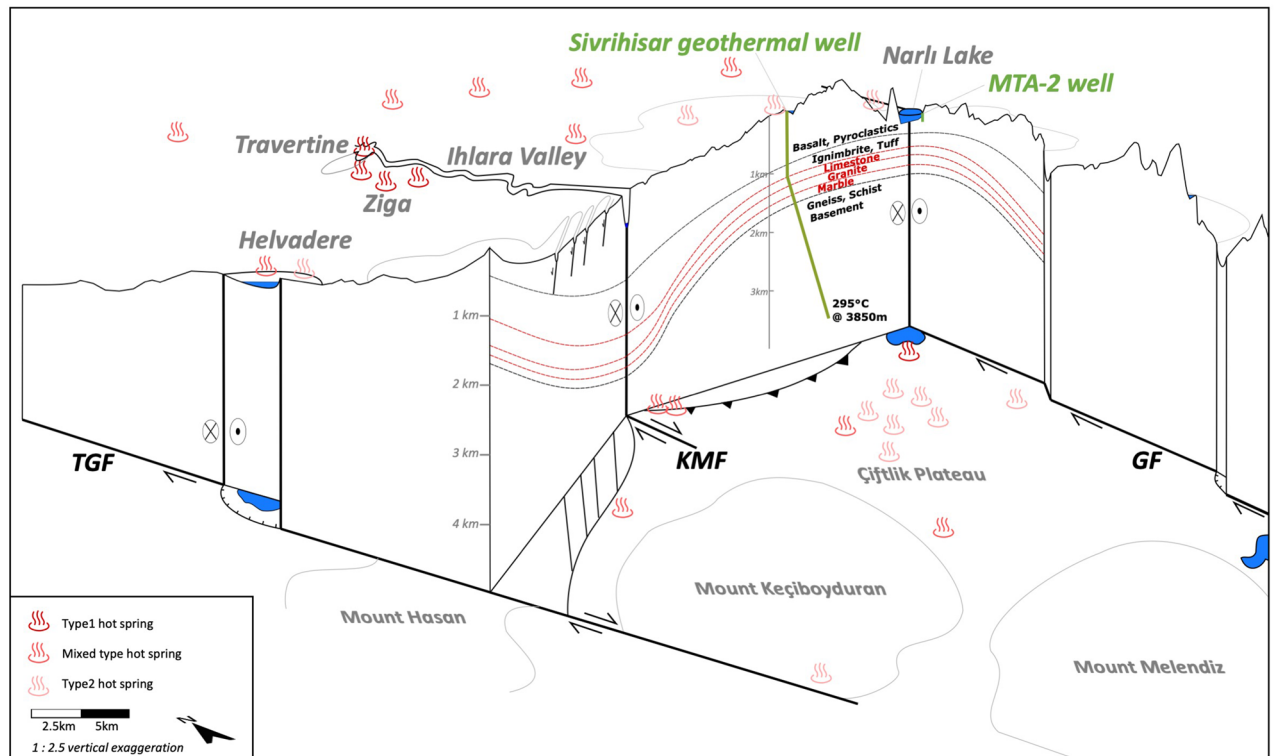 Sivrihisar geothermal well
Narlı Lake
MTA-2 well
Travertine
Ihlara Valley
Ziga
Helvadere
Basalt, Pyroclastics
Ignimbrite, Tuff
Limestone
Granite
Marble
Gneiss, Schist
Basement
1km
2km
3km
295°C
@ 3850m
1 km
2 km
3 km
4 km
TGF
KMF
GF
Çiftlik Plateau
Mount Hasan
Mount Keçiboyduran
Mount Melendiz
Type1 hot spring
Mixed type hot spring
Type2 hot spring
2.5km 5km
N
1 : 2.5 vertical exaggeration